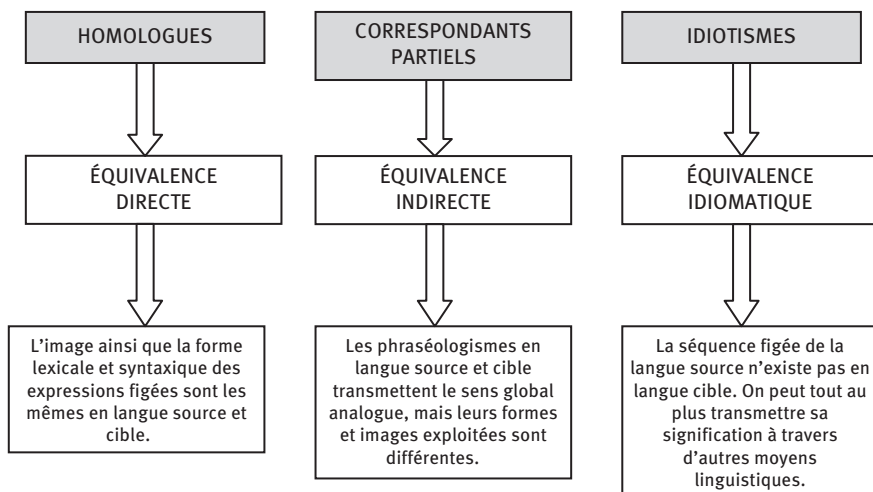 HOMOLOGUES
CORRESPONDANTS
PARTIELS
IDIOTISMES
ÉQUIVALENCE
DIRECTE
ÉQUIVALENCE
INDIRECTE
ÉQUIVALENCE
IDIOMATIQUE
L’image ainsi que la forme
lexicale et syntaxique des
expressions figées sont les
mêmes en langue source et
cible.
Les phraséologismes en
langue source et cible
transmettent le sens global
analogue, mais leurs formes
et images exploitées sont
différentes.
La séquence figée de la
langue source n’existe pas en
langue cible. On peut tout au
plus transmettre sa
signification à travers
d’autres moyens
linguistiques.